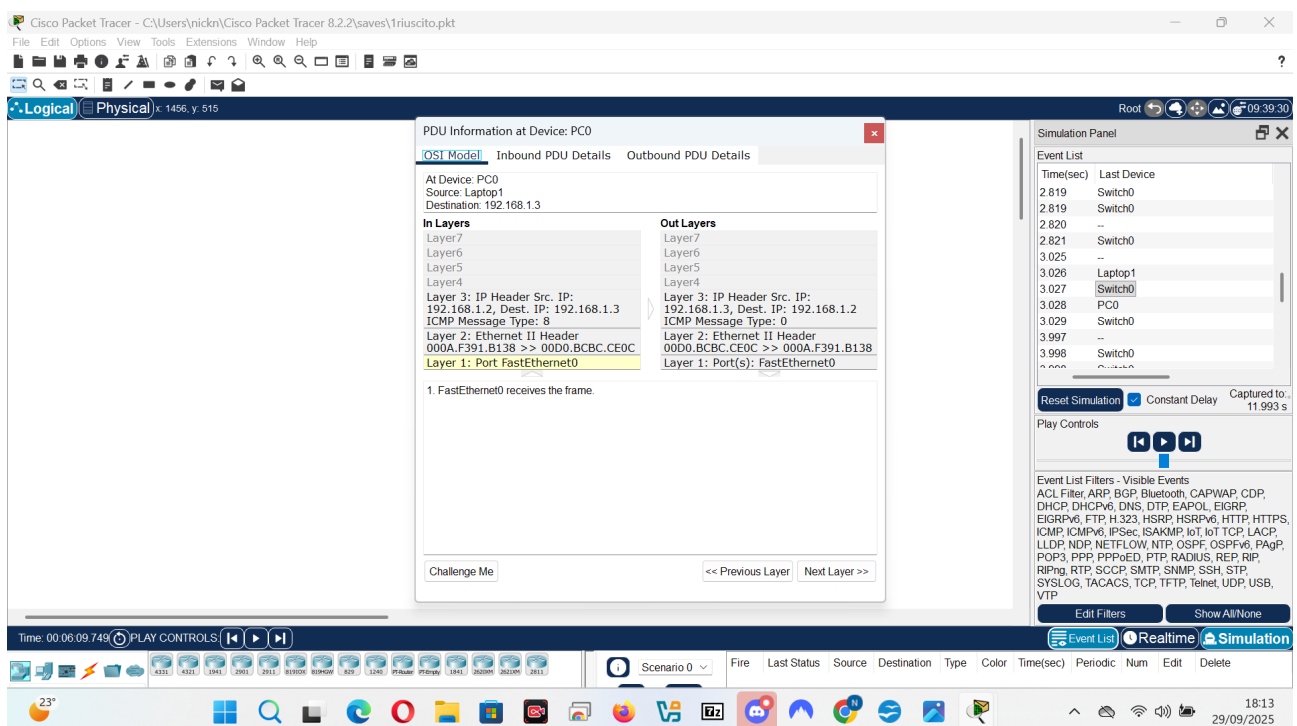 Cisco Packet Tracer - C:\Users\nickn\Cisco Packet Tracer 8.2.2\saves\1riuscito.pkt
File Edit Options View Tools Extensions Window Help
?
Logical Physical x: 1456, y: 515
Root 09:39:30
PDU Information at Device: PC0
OSI Model Inbound PDU Details Outbound PDU Details
At Device: PC0
Source: Laptop1
Destination: 192.168.1.3
In Layers
Layer7
Layer6
Layer5
Layer4
Layer 3: IP Header Src. IP:
192.168.1.2, Dest. IP: 192.168.1.3
ICMP Message Type: 8
Layer 2: Ethernet II Header
000A.F391.B138 >> 00D0.BCBC.CE0C
Layer 1: Port FastEthernet0
Out Layers
Layer7
Layer6
Layer5
Layer4
Layer 3: IP Header Src. IP:
192.168.1.3, Dest. IP: 192.168.1.2
ICMP Message Type: 0
Layer 2: Ethernet II Header
00D0.BCBC.CE0C >> 000A.F391.B138
Layer 1: Port(s): FastEthernet0
1. FastEthernet0 receives the frame.
Challenge Me
<< Previous Layer Next Layer >>
Simulation Panel
Event List
Time(sec) Last Device
2.819 Switch0
2.819 Switch0
2.820 --
2.821 Switch0
3.025 --
3.026 Laptop1
3.027 Switch0
3.028 PC0
3.029 Switch0
3.997 --
3.998 Switch0
Reset Simulation Constant Delay Captured to:
11.993 s
Play Controls
Event List Filters - Visible Events
ACL Filter, ARP, BGP, Bluetooth, CAPWAP, CDP,
DHCP, DHCPv6, DNS, DTP, EAPOL, EIGRP,
EIGRPv6, FTP, H.323, HSRP, HSRPv6, HTTP, HTTPS,
ICMP, ICMPv6, IPSec, ISAKMP, IoT, IoT TCP, LACP,
LLDP, NDP, NETFLOW, NTP, OSPF, OSPFv6, PAgP,
POP3, PPP, PPPoED, PTP, RADIUS, REP, RIP,
RIPng, RTP, SCCP, SMTP, SNMP, SSH, STP,
SYSLOG, TACACS, TCP, TFTP, Telnet, UDP, USB,
VTP
Edit Filters Show All/None
Time: 00:06:09.749 PLAY CONTROLS:
Event List Realtime Simulation
4331 4321 1941 2901 2911 819IOX 819HGW 829 1240 PT-Router PT-Empty 1841 2620XM 2621XM 2811
Scenario 0
Fire Last Status Source Destination Type Color Time(sec) Periodic Num Edit Delete
23°
18:13
29/09/2025